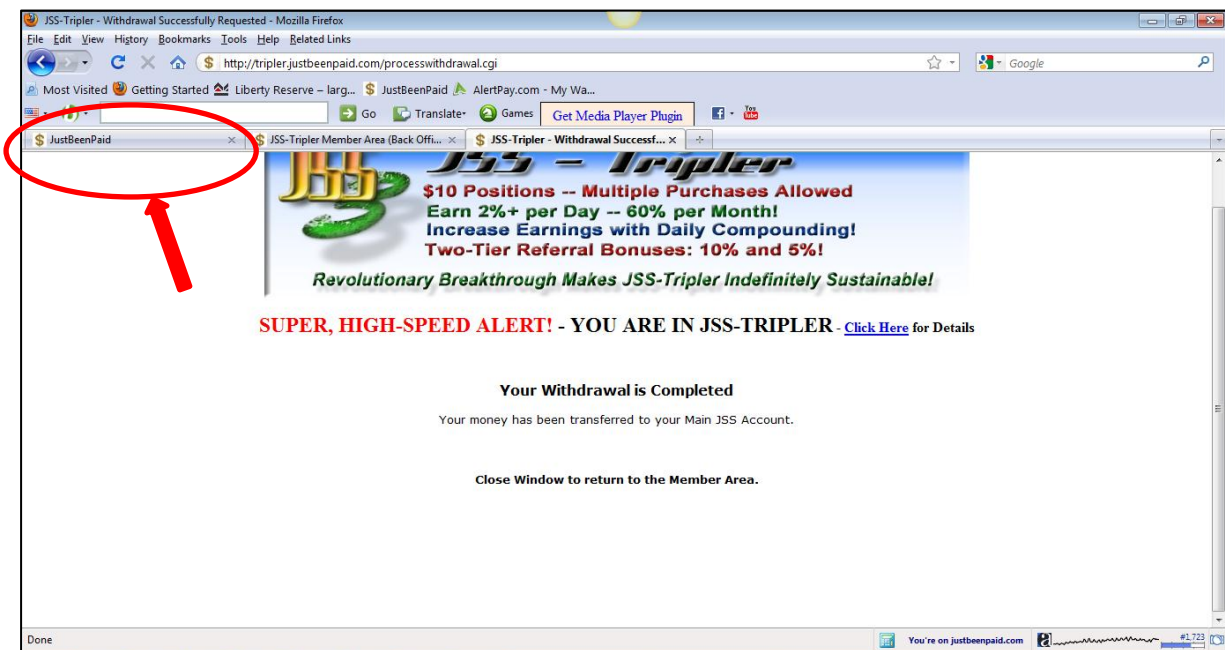 JSS-Tripler - Withdrawal Successfully Requested - Mozilla Firefox
File Edit View History Bookmarks Tools Help Related Links
http://tripler.justbeenpaid.com/processwithdrawal.cgi
Google
Most Visited Getting Started Liberty Reserve – larg... JustBeenPaid AlertPay.com - My Wa...
Go Translate Games Get Media Player Plugin You Tube
JustBeenPaid JSS-Tripler Member Area (Back Offi... JSS-Tripler - Withdrawal Successf...
JSS - Tripler
$10 Positions -- Multiple Purchases Allowed
Earn 2%+ per Day -- 60% per Month!
Increase Earnings with Daily Compounding!
Two-Tier Referral Bonuses: 10% and 5%!
Revolutionary Breakthrough Makes JSS-Tripler Indefinitely Sustainable!
SUPER, HIGH-SPEED ALERT! - YOU ARE IN JSS-TRIPLER - Click Here for Details
Your Withdrawal is Completed
Your money has been transferred to your Main JSS Account.
Close Window to return to the Member Area.
Done You're on justbeenpaid.com #1,723